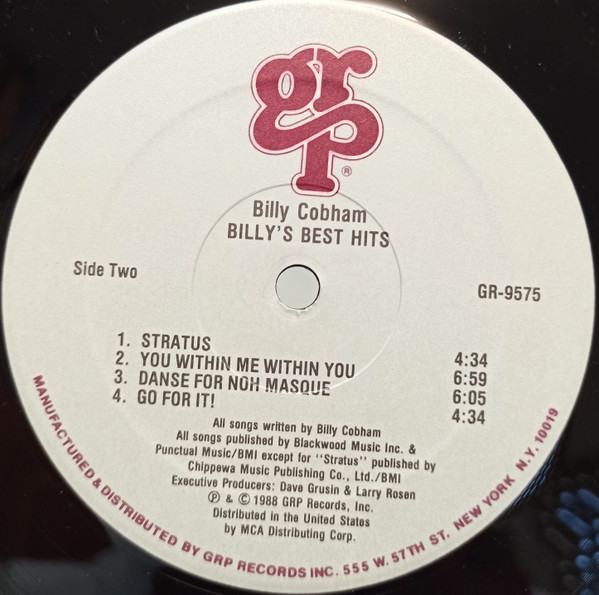 grp
®
Billy Cobham
BILLY'S BEST HITS
Side Two
GR-9575
1. STRATUS 4:34
2. YOU WITHIN ME WITHIN YOU 6:59
3. DANSE FOR NOH MASQUE 6:05
4. GO FOR IT! 4:34
All songs written by Billy Cobham
All songs published by Blackwood Music Inc. &
Punctual Music/BMI except for "Stratus" published by
Chippewa Music Publishing Co., Ltd./BMI
Executive Producers: Dave Grusin & Larry Rosen
℗ & © 1988 GRP Records, Inc.
Distributed in the United States
by MCA Distributing Corp.
MANUFACTURED & DISTRIBUTED BY GRP RECORDS INC. 555 W. 57TH ST. NEW YORK N.Y. 10019